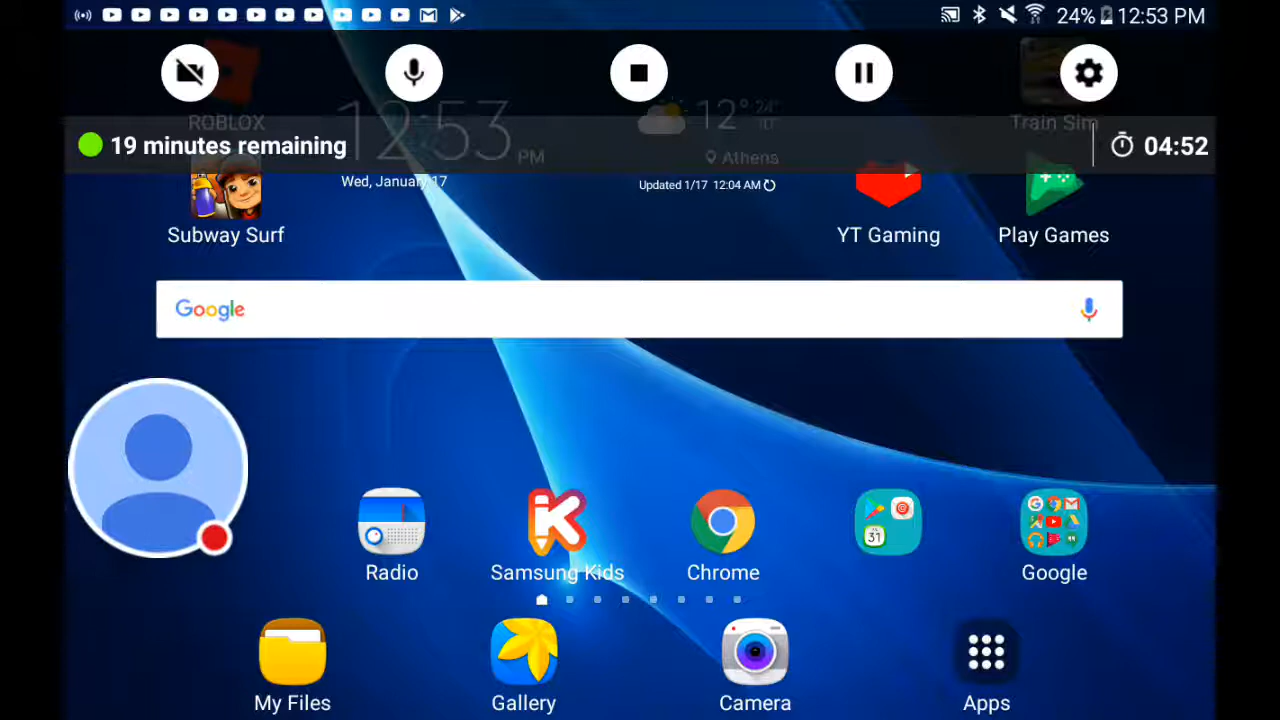 24% 12:53 PM
ROBLOX
12:53 PM
12° 24°
Train Sim
19 minutes remaining
04:52
Athens
Wed, January 17
Updated 1/17 12:04 AM
Subway Surf
YT Gaming
Play Games
Google
31
Radio
Samsung Kids
Chrome
Google
My Files
Gallery
Camera
Apps